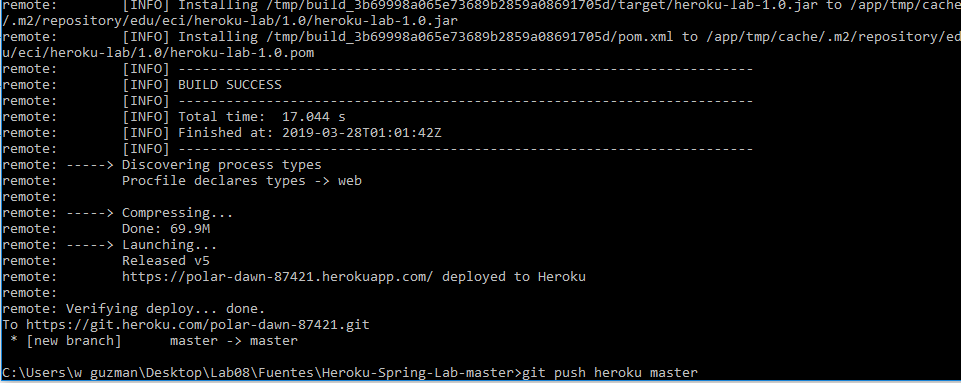 remote:        [INFO] Installing /tmp/build_3b69998a065e73689b2859a08691705d/target/heroku-lab-1.0.jar to /app/tmp/cache
/.m2/repository/edu/eci/heroku-lab/1.0/heroku-lab-1.0.jar
remote:        [INFO] Installing /tmp/build_3b69998a065e73689b2859a08691705d/pom.xml to /app/tmp/cache/.m2/repository/ed
u/eci/heroku-lab/1.0/heroku-lab-1.0.pom
remote:        [INFO] ------------------------------------------------------------------------
remote:        [INFO] BUILD SUCCESS
remote:        [INFO] ------------------------------------------------------------------------
remote:        [INFO] Total time:  17.044 s
remote:        [INFO] Finished at: 2019-03-28T01:01:42Z
remote:        [INFO] ------------------------------------------------------------------------
remote: -----> Discovering process types
remote:        Procfile declares types -> web
remote:
remote: -----> Compressing...
remote:        Done: 69.9M
remote: -----> Launching...
remote:        Released v5
remote:        https://polar-dawn-87421.herokuapp.com/ deployed to Heroku
remote:
remote: Verifying deploy... done.
To https://git.heroku.com/polar-dawn-87421.git
 * [new branch]      master -> master
C:\Users\w_guzman\Desktop\Lab08\Fuentes\Heroku-Spring-Lab-master>git push heroku master